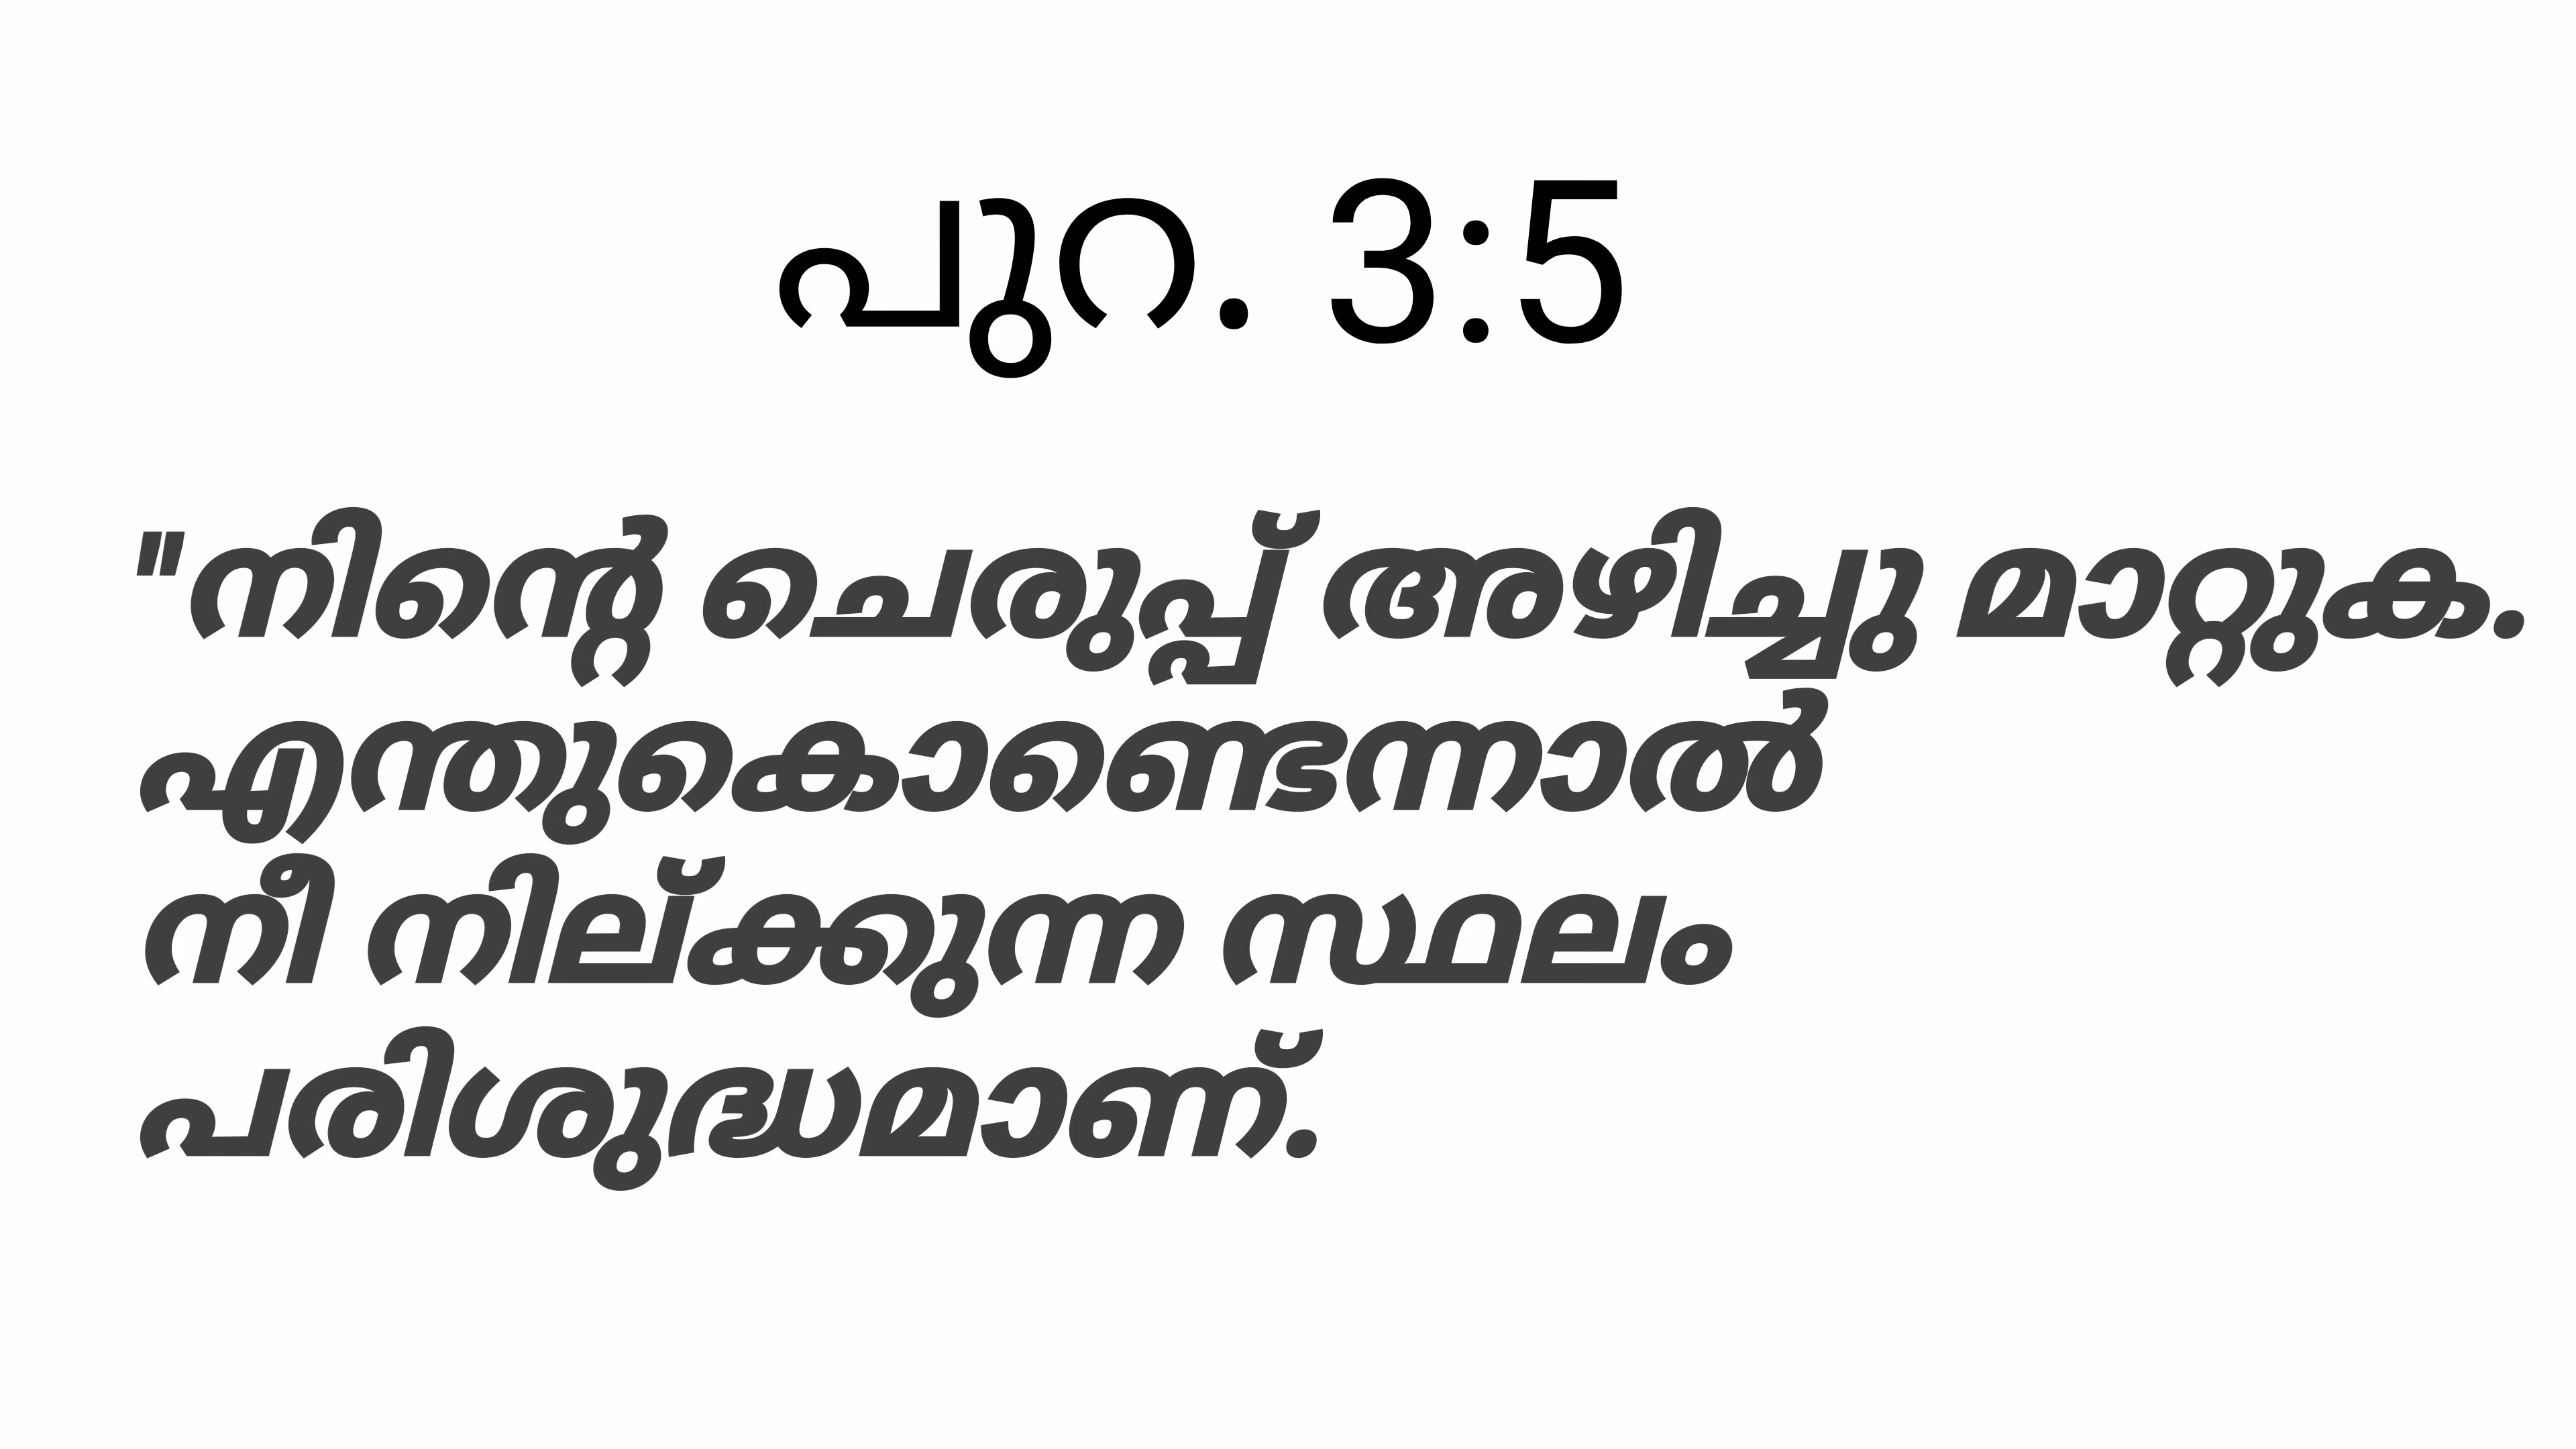 പുറ. 3:5
"നിന്റെ ചെരുപ്പ് അഴിച്ചു മാറ്റുക.
എന്തുകൊണ്ടെന്നാൽ
നീ നില്ക്കുന്ന സ്ഥലം
പരിശുദ്ധമാണ്.